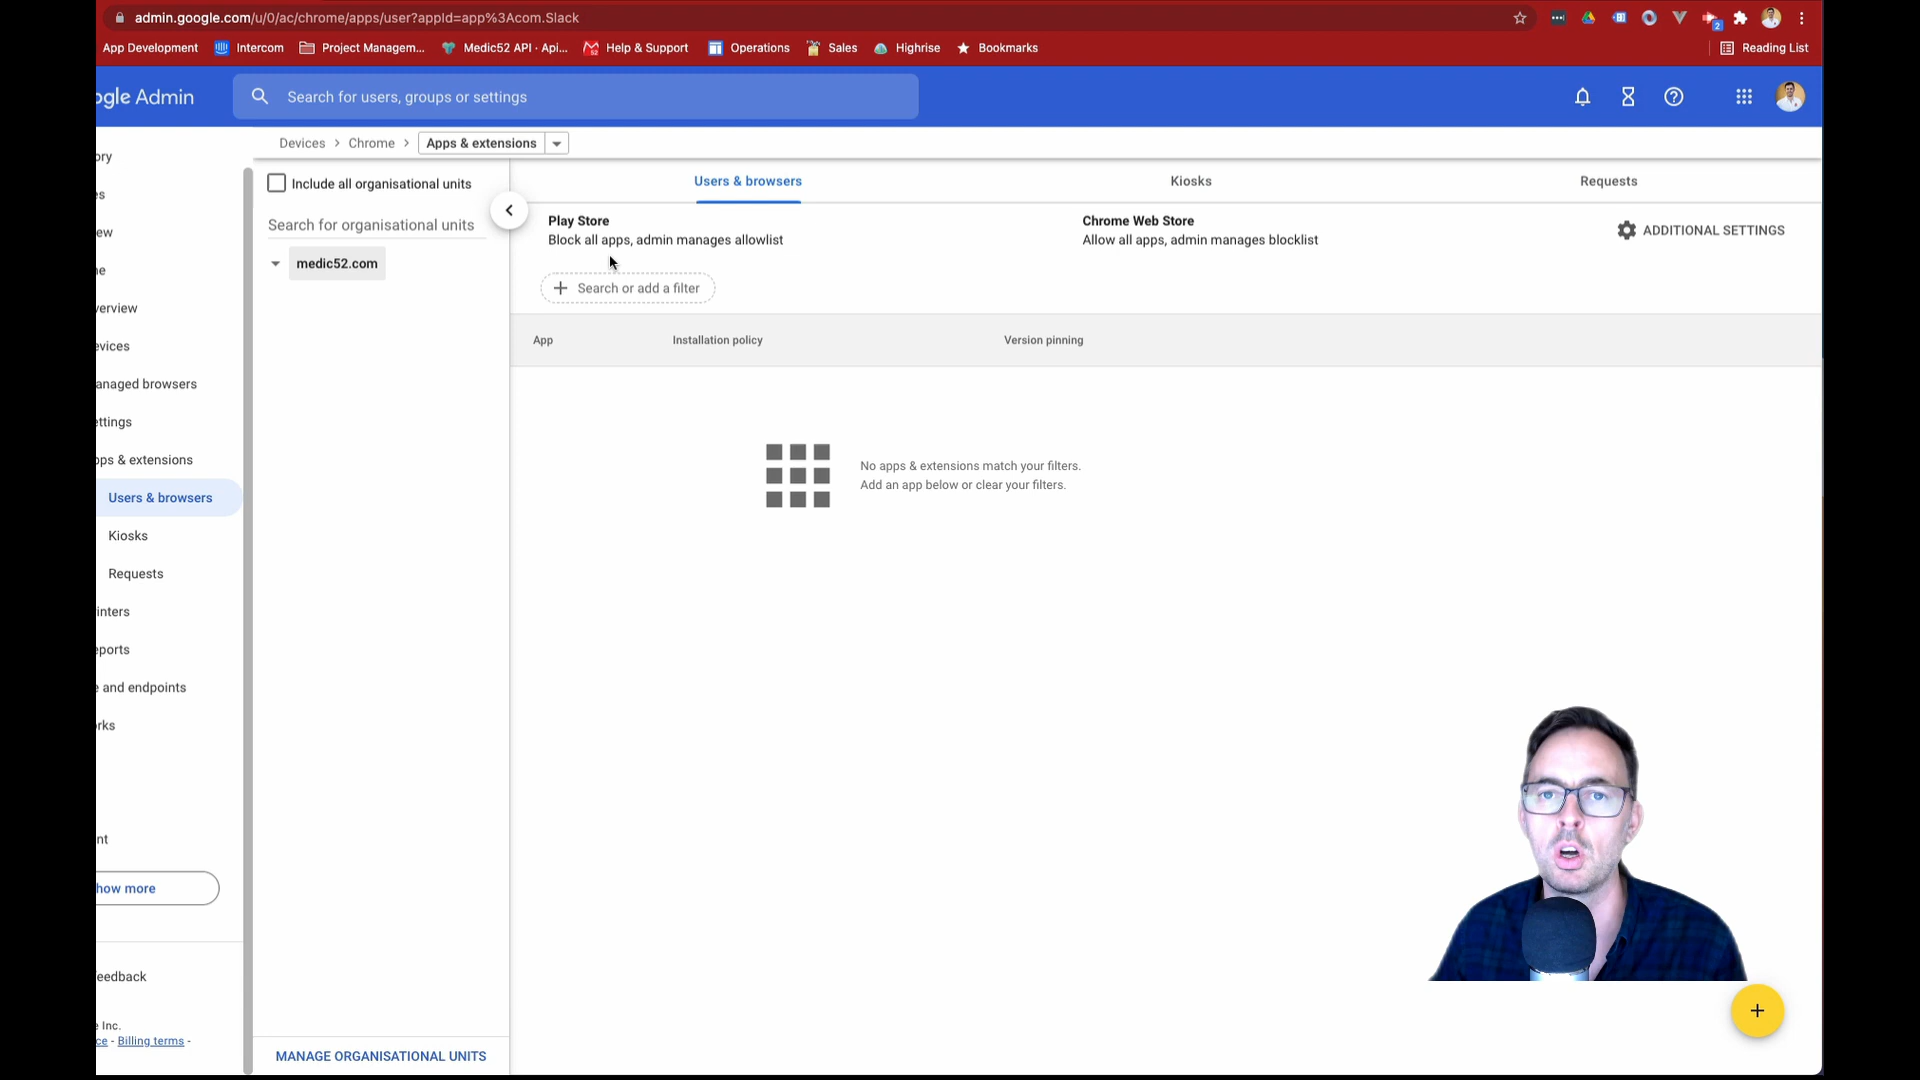 admin.google.com/u/0/ac/chrome/apps/user?appId=app%3Acom.Slack
App Development
Intercom
Project Managem...
Medic52 API · Api...
Help & Support
Operations
Sales
Highrise
Bookmarks
Reading List
2
ogle Admin
Search for users, groups or settings
Devices
Chrome
Apps & extensions
ory
es
ew
ne
verview
evices
anaged browsers
ettings
pps & extensions
Users & browsers
Kiosks
Requests
inters
eports
e and endpoints
orks
nt
how more
eedback
e Inc.
ce - Billing terms -
Include all organisational units
Search for organisational units
medic52.com
MANAGE ORGANISATIONAL UNITS
Users & browsers
Kiosks
Requests
Play Store
Block all apps, admin manages allowlist
Chrome Web Store
Allow all apps, admin manages blocklist
ADDITIONAL SETTINGS
Search or add a filter
App
Installation policy
Version pinning
No apps & extensions match your filters.
Add an app below or clear your filters.